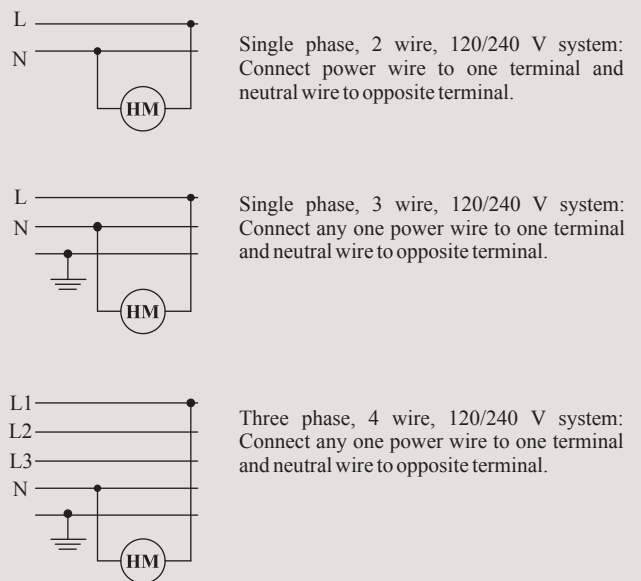 L
N
HM
Single phase, 2 wire, 120/240 V system:
Connect power wire to one terminal and
neutral wire to opposite terminal.
L
N
HM
Single phase, 3 wire, 120/240 V system:
Connect any one power wire to one terminal
and neutral wire to opposite terminal.
L1
L2
L3
N
HM
Three phase, 4 wire, 120/240 V system:
Connect any one power wire to one terminal
and neutral wire to opposite terminal.